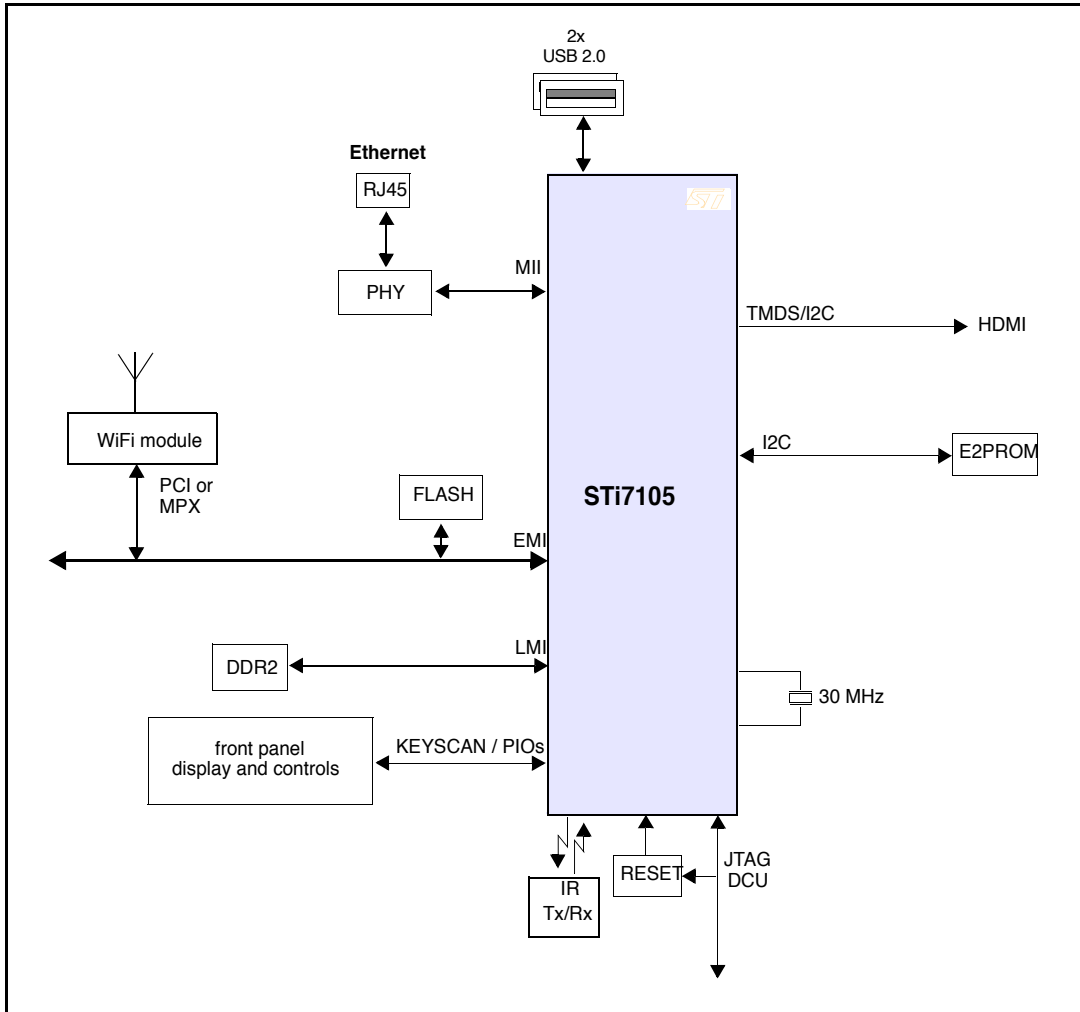 2x
USB 2.0
Ethernet
RJ45
STi
MII
PHY
TMDS/I2C
HDMI
WiFi module
I2C
E2PROM
PCI or
MPX
FLASH
STi7105
EMI
LMI
DDR2
30 MHz
front panel
display and controls
KEYSCAN / PIOs
JTAG
DCU
RESET
IR
Tx/Rx